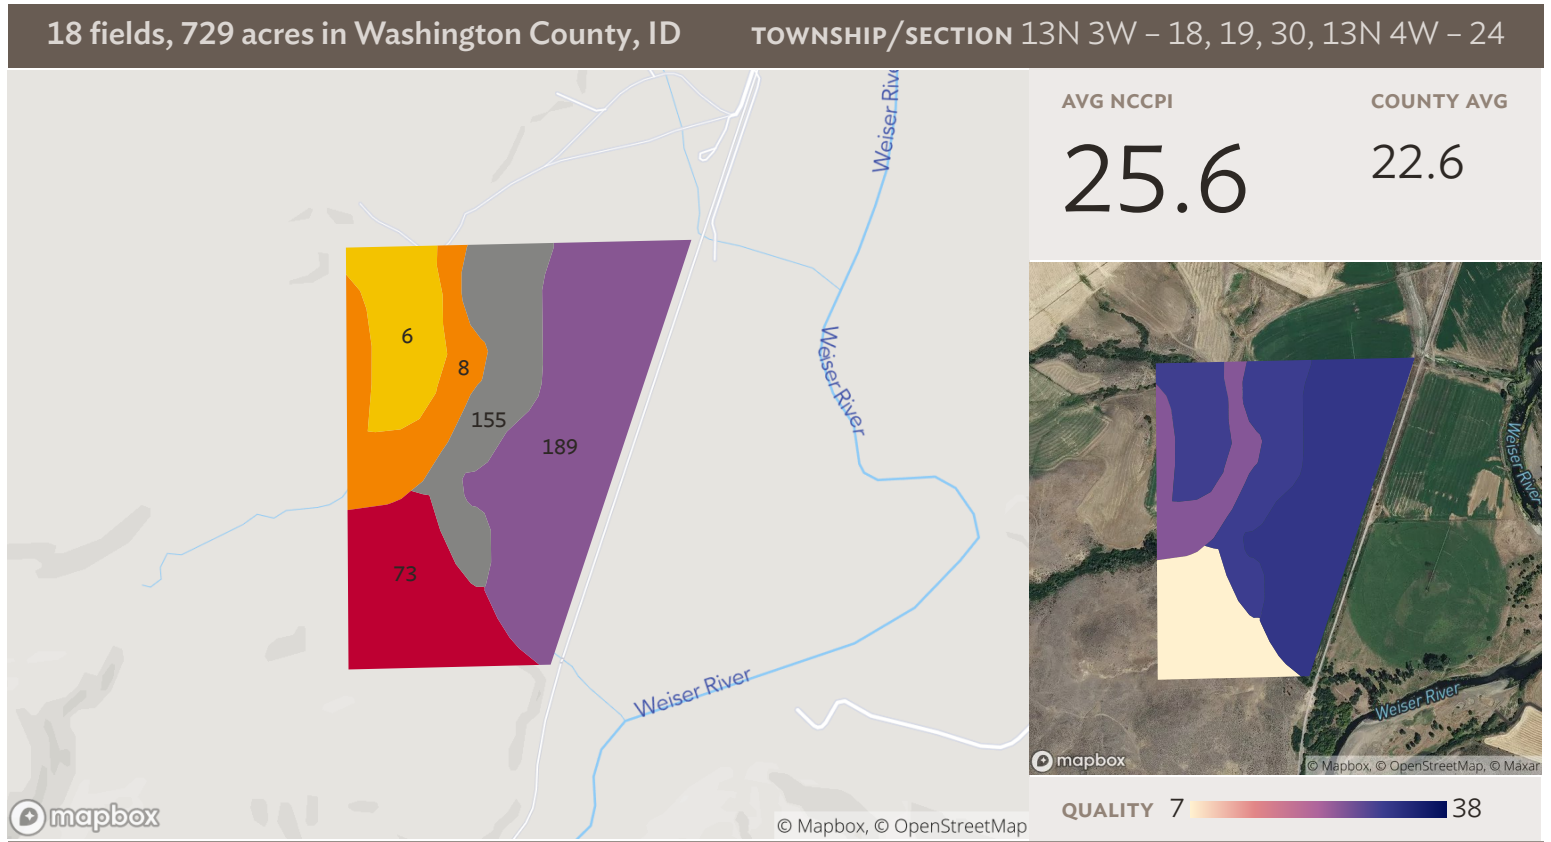 18 fields, 729 acres in Washington County, ID
TOWNSHIP/SECTION 13N 3W – 18, 19, 30, 13N 4W – 24
Weiser Rive
Weiser River
Weiser River
6
8
155
189
73
mapbox
© Mapbox, © OpenStreetMap
AVG NCCPI
25.6
COUNTY AVG
22.6
Weiser River
Weiser River
mapbox
© Mapbox, © OpenStreetMap, © Maxar
QUALITY 7 38